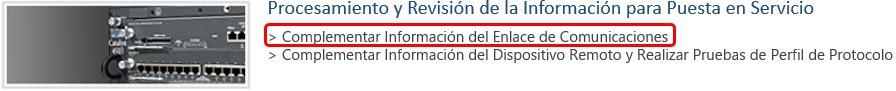 Procesamiento y Revisión de la Información para Puesta en Servicio
> Complementar Información del Enlace de Comunicaciones
> Complementar Información del Dispositivo Remoto y Realizar Pruebas de Perfil de Protocolo
Catalyst